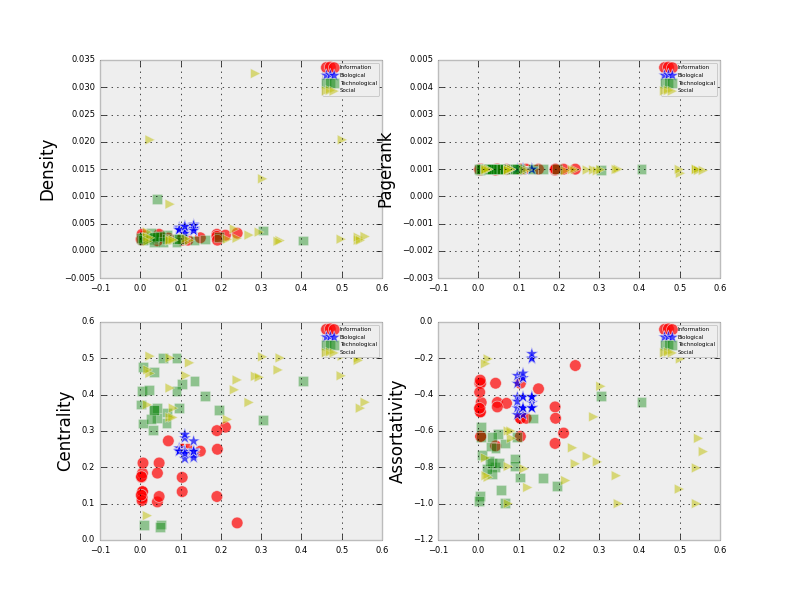 0.035
0.030
0.025
0.020
0.015
0.010
0.005
0.000
−0.005
−0.1 0.0 0.1 0.2 0.3 0.4 0.5 0.6
Density
Information
Biological
Technological
Social
0.005
0.004
0.003
0.002
0.001
0.000
−0.001
−0.002
−0.003
−0.1 0.0 0.1 0.2 0.3 0.4 0.5 0.6
Pagerank
Information
Biological
Technological
Social
0.6
0.5
0.4
0.3
0.2
0.1
0.0
−0.1 0.0 0.1 0.2 0.3 0.4 0.5 0.6
Centrality
Information
Biological
Technological
Social
0.0
−0.2
−0.4
−0.6
−0.8
−1.0
−1.2
−0.1 0.0 0.1 0.2 0.3 0.4 0.5 0.6
Assortativity
Information
Biological
Technological
Social